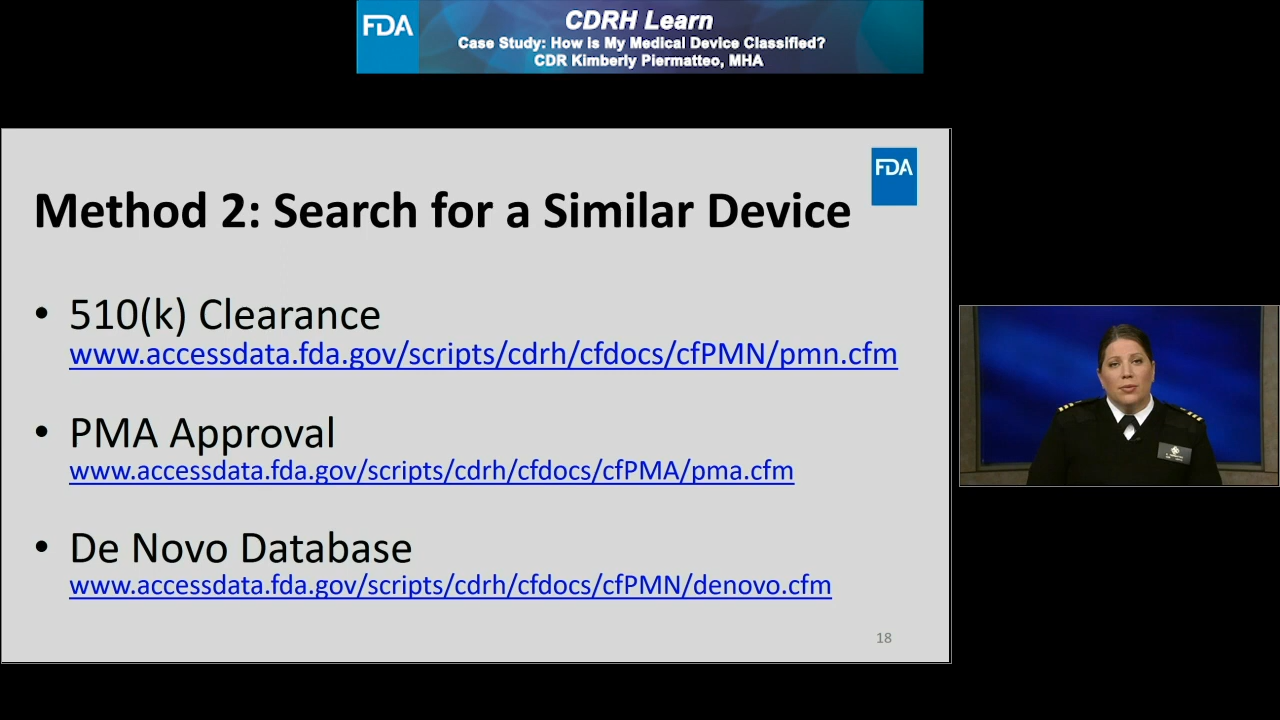 FDA
CDRH Learn
Case Study: How is My Medical Device Classified?
CDR Kimberly Piermatteo, MHA
FDA
Method 2: Search for a Similar Device
• 510(k) Clearance
www.accessdata.fda.gov/scripts/cdrh/cfdocs/cfPMN/pmn.cfm
• PMA Approval
www.accessdata.fda.gov/scripts/cdrh/cfdocs/cfPMA/pma.cfm
• De Novo Database
www.accessdata.fda.gov/scripts/cdrh/cfdocs/cfPMN/denovo.cfm
18